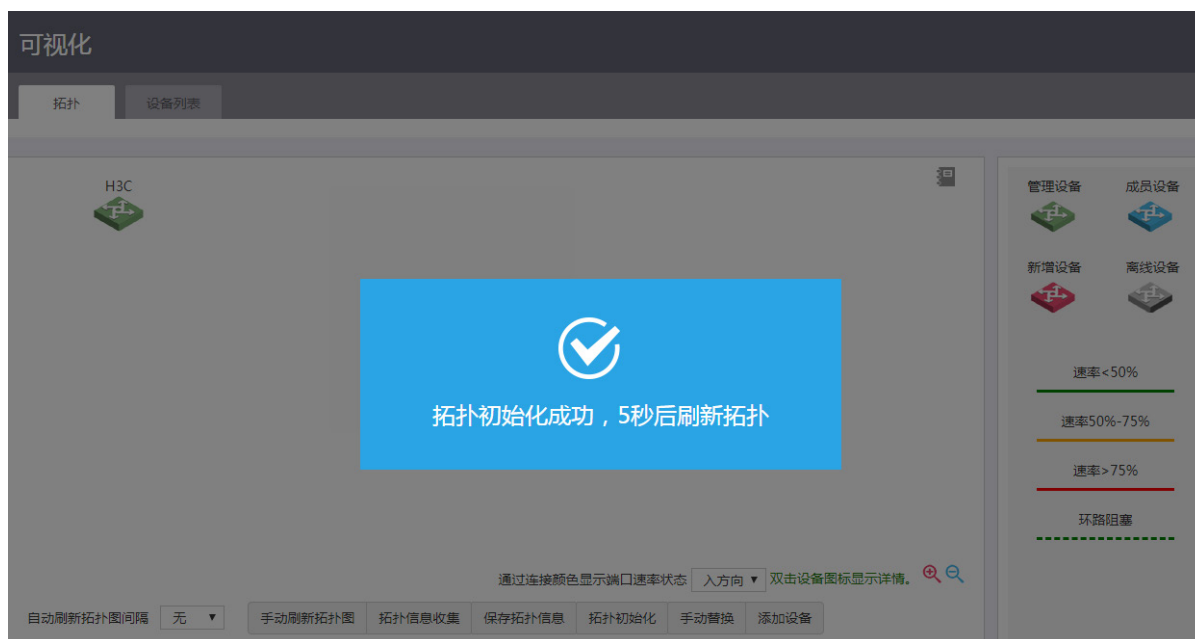 可视化
拓扑 设备列表
H3C
管理设备 成员设备
新增设备 离线设备
拓扑初始化成功，5秒后刷新拓扑
速率<50%
速率50%-75%
速率>75%
环路阻塞
通过连接颜色显示端口速率状态 入方向 双击设备图标显示详情。
自动刷新拓扑图间隔 无 手动刷新拓扑图 拓扑信息收集 保存拓扑信息 拓扑初始化 手动替换 添加设备